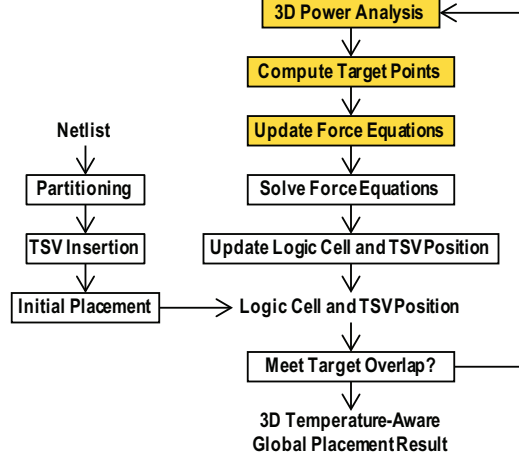 3D Power Analysis
Compute Target Points
Update Force Equations
Solve Force Equations
Update Logic Cell and TSV Position
Netlist
Partitioning
TSV Insertion
Initial Placement
Logic Cell and TSV Position
Meet Target Overlap?
3D Temperature-Aware
Global Placement Result